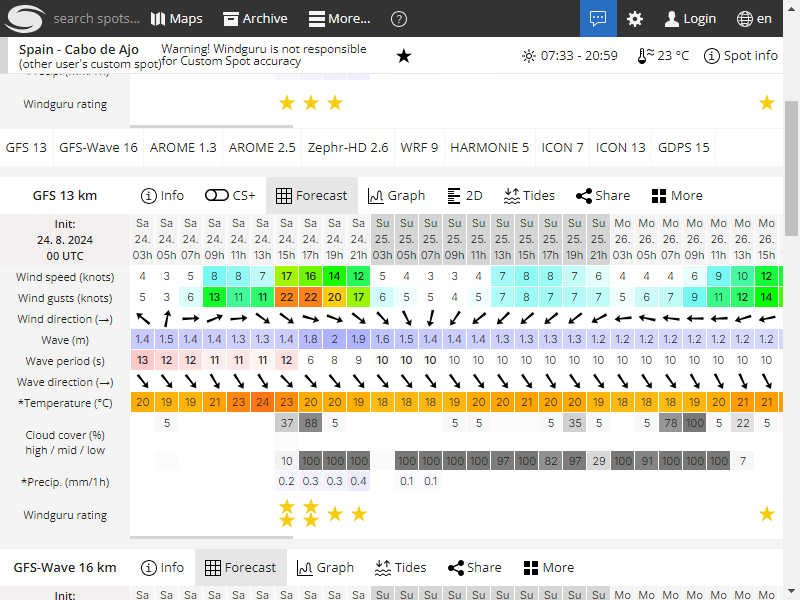 search spots... Maps Archive More... ? Login en
Spain - Cabo de Ajo
(other user's custom spot)
Warning! Windguru is not responsible
for Custom Spot accuracy
07:33 - 20:59 23 °C Spot info
Windguru rating
GFS 13 GFS-Wave 16 AROME 1.3 AROME 2.5 Zephr-HD 2.6 WRF 9 HARMONIE 5 ICON 7 ICON 13 GDPS 15
GFS 13 km Info CS+ Forecast Graph 2D Tides Share More
Init:
24. 8. 2024
00 UTC
Sa Sa Sa Sa Sa Sa Sa Sa Sa Sa Su Su Su Su Su Su Su Su Su Su Mo Mo Mo Mo Mo Mo Mo
24. 24. 24. 24. 24. 24. 24. 24. 24. 24. 25. 25. 25. 25. 25. 25. 25. 25. 25. 25. 26. 26. 26. 26. 26. 26. 26.
03h 05h 07h 09h 11h 13h 15h 17h 19h 21h 03h 05h 07h 09h 11h 13h 15h 17h 19h 21h 03h 05h 07h 09h 11h 13h 15h
Wind speed (knots) 4 3 5 8 8 7 17 16 14 12 5 4 3 3 4 7 8 8 7 6 4 4 4 6 9 10 12
Wind gusts (knots) 5 3 6 13 11 11 22 22 20 17 6 5 5 4 5 7 8 7 7 7 5 6 7 9 11 12 14
Wind direction (→)
Wave (m) 1.4 1.5 1.4 1.4 1.3 1.3 1.4 1.8 2 1.9 1.6 1.5 1.4 1.4 1.4 1.3 1.3 1.3 1.3 1.2 1.2 1.2 1.2 1.2 1.2 1.2 1.2
Wave period (s) 13 12 12 11 11 11 12 6 8 9 10 10 10 10 10 10 10 10 10 10 10 10 10 10 10 10 10
Wave direction (→)
*Temperature (°C) 20 19 19 21 23 24 23 20 20 19 18 18 18 19 20 20 21 20 20 19 18 18 18 19 20 21 21
Cloud cover (%)
high / mid / low
5 37 88 5 5 5 5 35 5 5 78 100 5 22 5
10 100 100 100 100 100 100 100 97 100 82 97 29 100 91 100 100 100 7
*Precip. (mm/1h) 0.2 0.3 0.3 0.4 0.1 0.1
Windguru rating
GFS-Wave 16 km Info Forecast Graph Tides Share More
Init: Sa Sa Sa Sa Sa Sa Sa Sa Sa Sa Su Su Su Su Su Su Su Su Su Su Mo Mo Mo Mo Mo Mo Mo